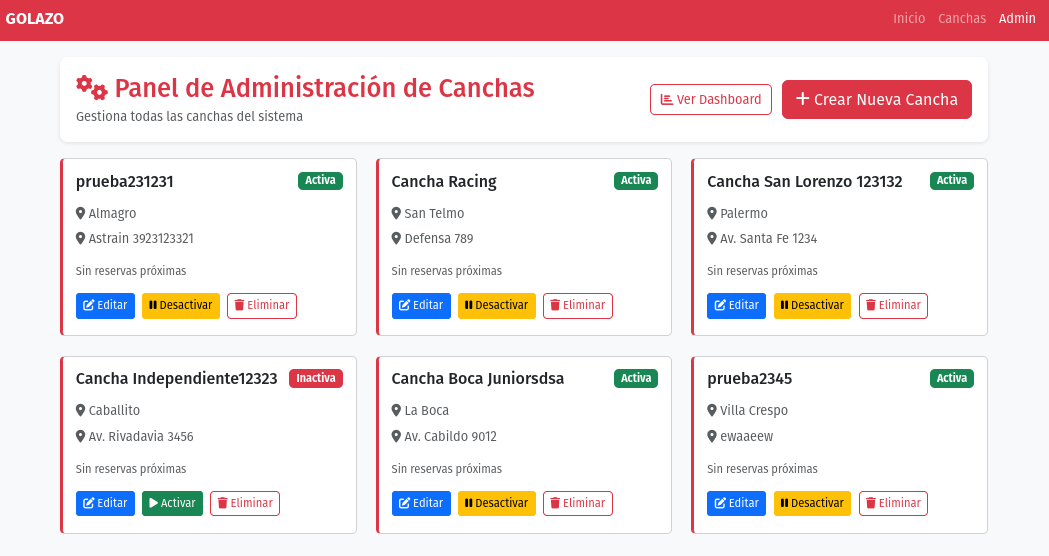 GOLAZO
Inicio Canchas Admin
Panel de Administración de Canchas
Gestiona todas las canchas del sistema
Ver Dashboard
Crear Nueva Cancha
prueba231231 Activa
Almagro
Astrain 3923123321
Sin reservas próximas
Editar Desactivar Eliminar
Cancha Racing Activa
San Telmo
Defensa 789
Sin reservas próximas
Editar Desactivar Eliminar
Cancha San Lorenzo 123132 Activa
Palermo
Av. Santa Fe 1234
Sin reservas próximas
Editar Desactivar Eliminar
Cancha Independiente12323 Inactiva
Caballito
Av. Rivadavia 3456
Sin reservas próximas
Editar Activar Eliminar
Cancha Boca Juniorsdsa Activa
La Boca
Av. Cabildo 9012
Sin reservas próximas
Editar Desactivar Eliminar
prueba2345 Activa
Villa Crespo
ewaaeew
Sin reservas próximas
Editar Desactivar Eliminar